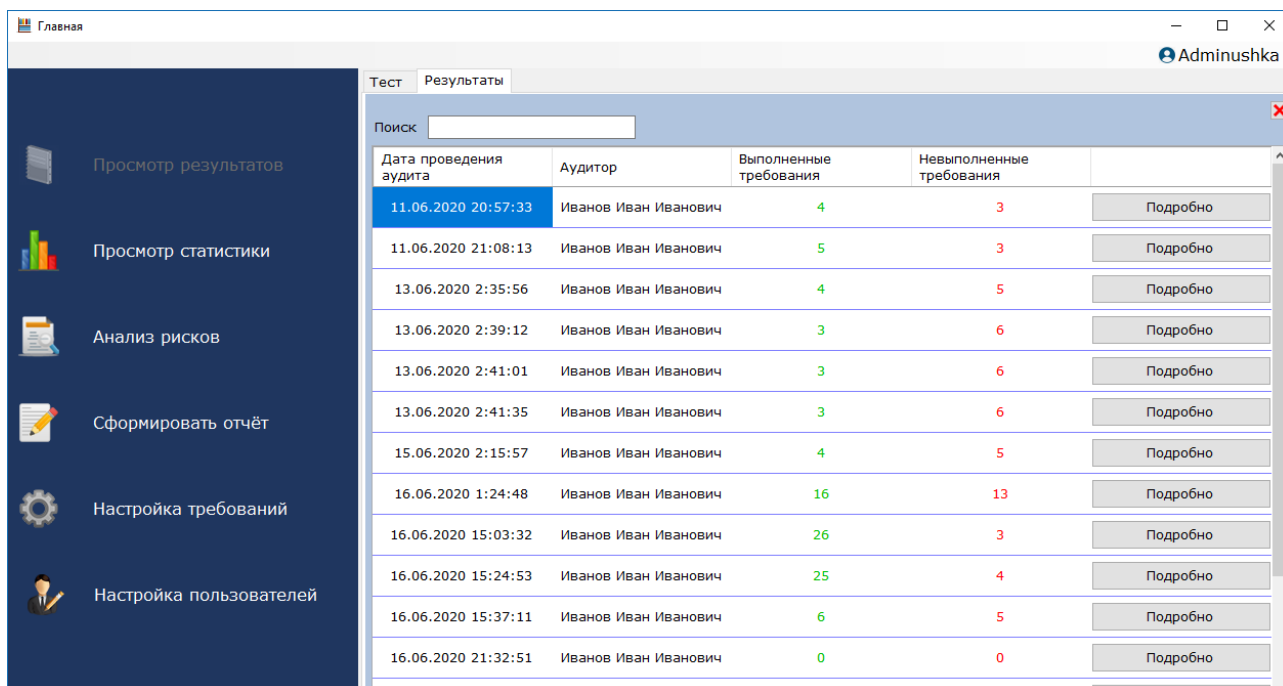 Главная
Adminushka
Тест Результаты
Просмотр результатов
Просмотр статистики
Анализ рисков
Сформировать отчёт
Настройка требований
Настройка пользователей
Поиск
Дата проведения аудита Аудитор Выполненные требования Невыполненные требования
11.06.2020 20:57:33 Иванов Иван Иванович 4 3 Подробно
11.06.2020 21:08:13 Иванов Иван Иванович 5 3 Подробно
13.06.2020 2:35:56 Иванов Иван Иванович 4 5 Подробно
13.06.2020 2:39:12 Иванов Иван Иванович 3 6 Подробно
13.06.2020 2:41:01 Иванов Иван Иванович 3 6 Подробно
13.06.2020 2:41:35 Иванов Иван Иванович 3 6 Подробно
15.06.2020 2:15:57 Иванов Иван Иванович 4 5 Подробно
16.06.2020 1:24:48 Иванов Иван Иванович 16 13 Подробно
16.06.2020 15:03:32 Иванов Иван Иванович 26 3 Подробно
16.06.2020 15:24:53 Иванов Иван Иванович 25 4 Подробно
16.06.2020 15:37:11 Иванов Иван Иванович 6 5 Подробно
16.06.2020 21:32:51 Иванов Иван Иванович 0 0 Подробно